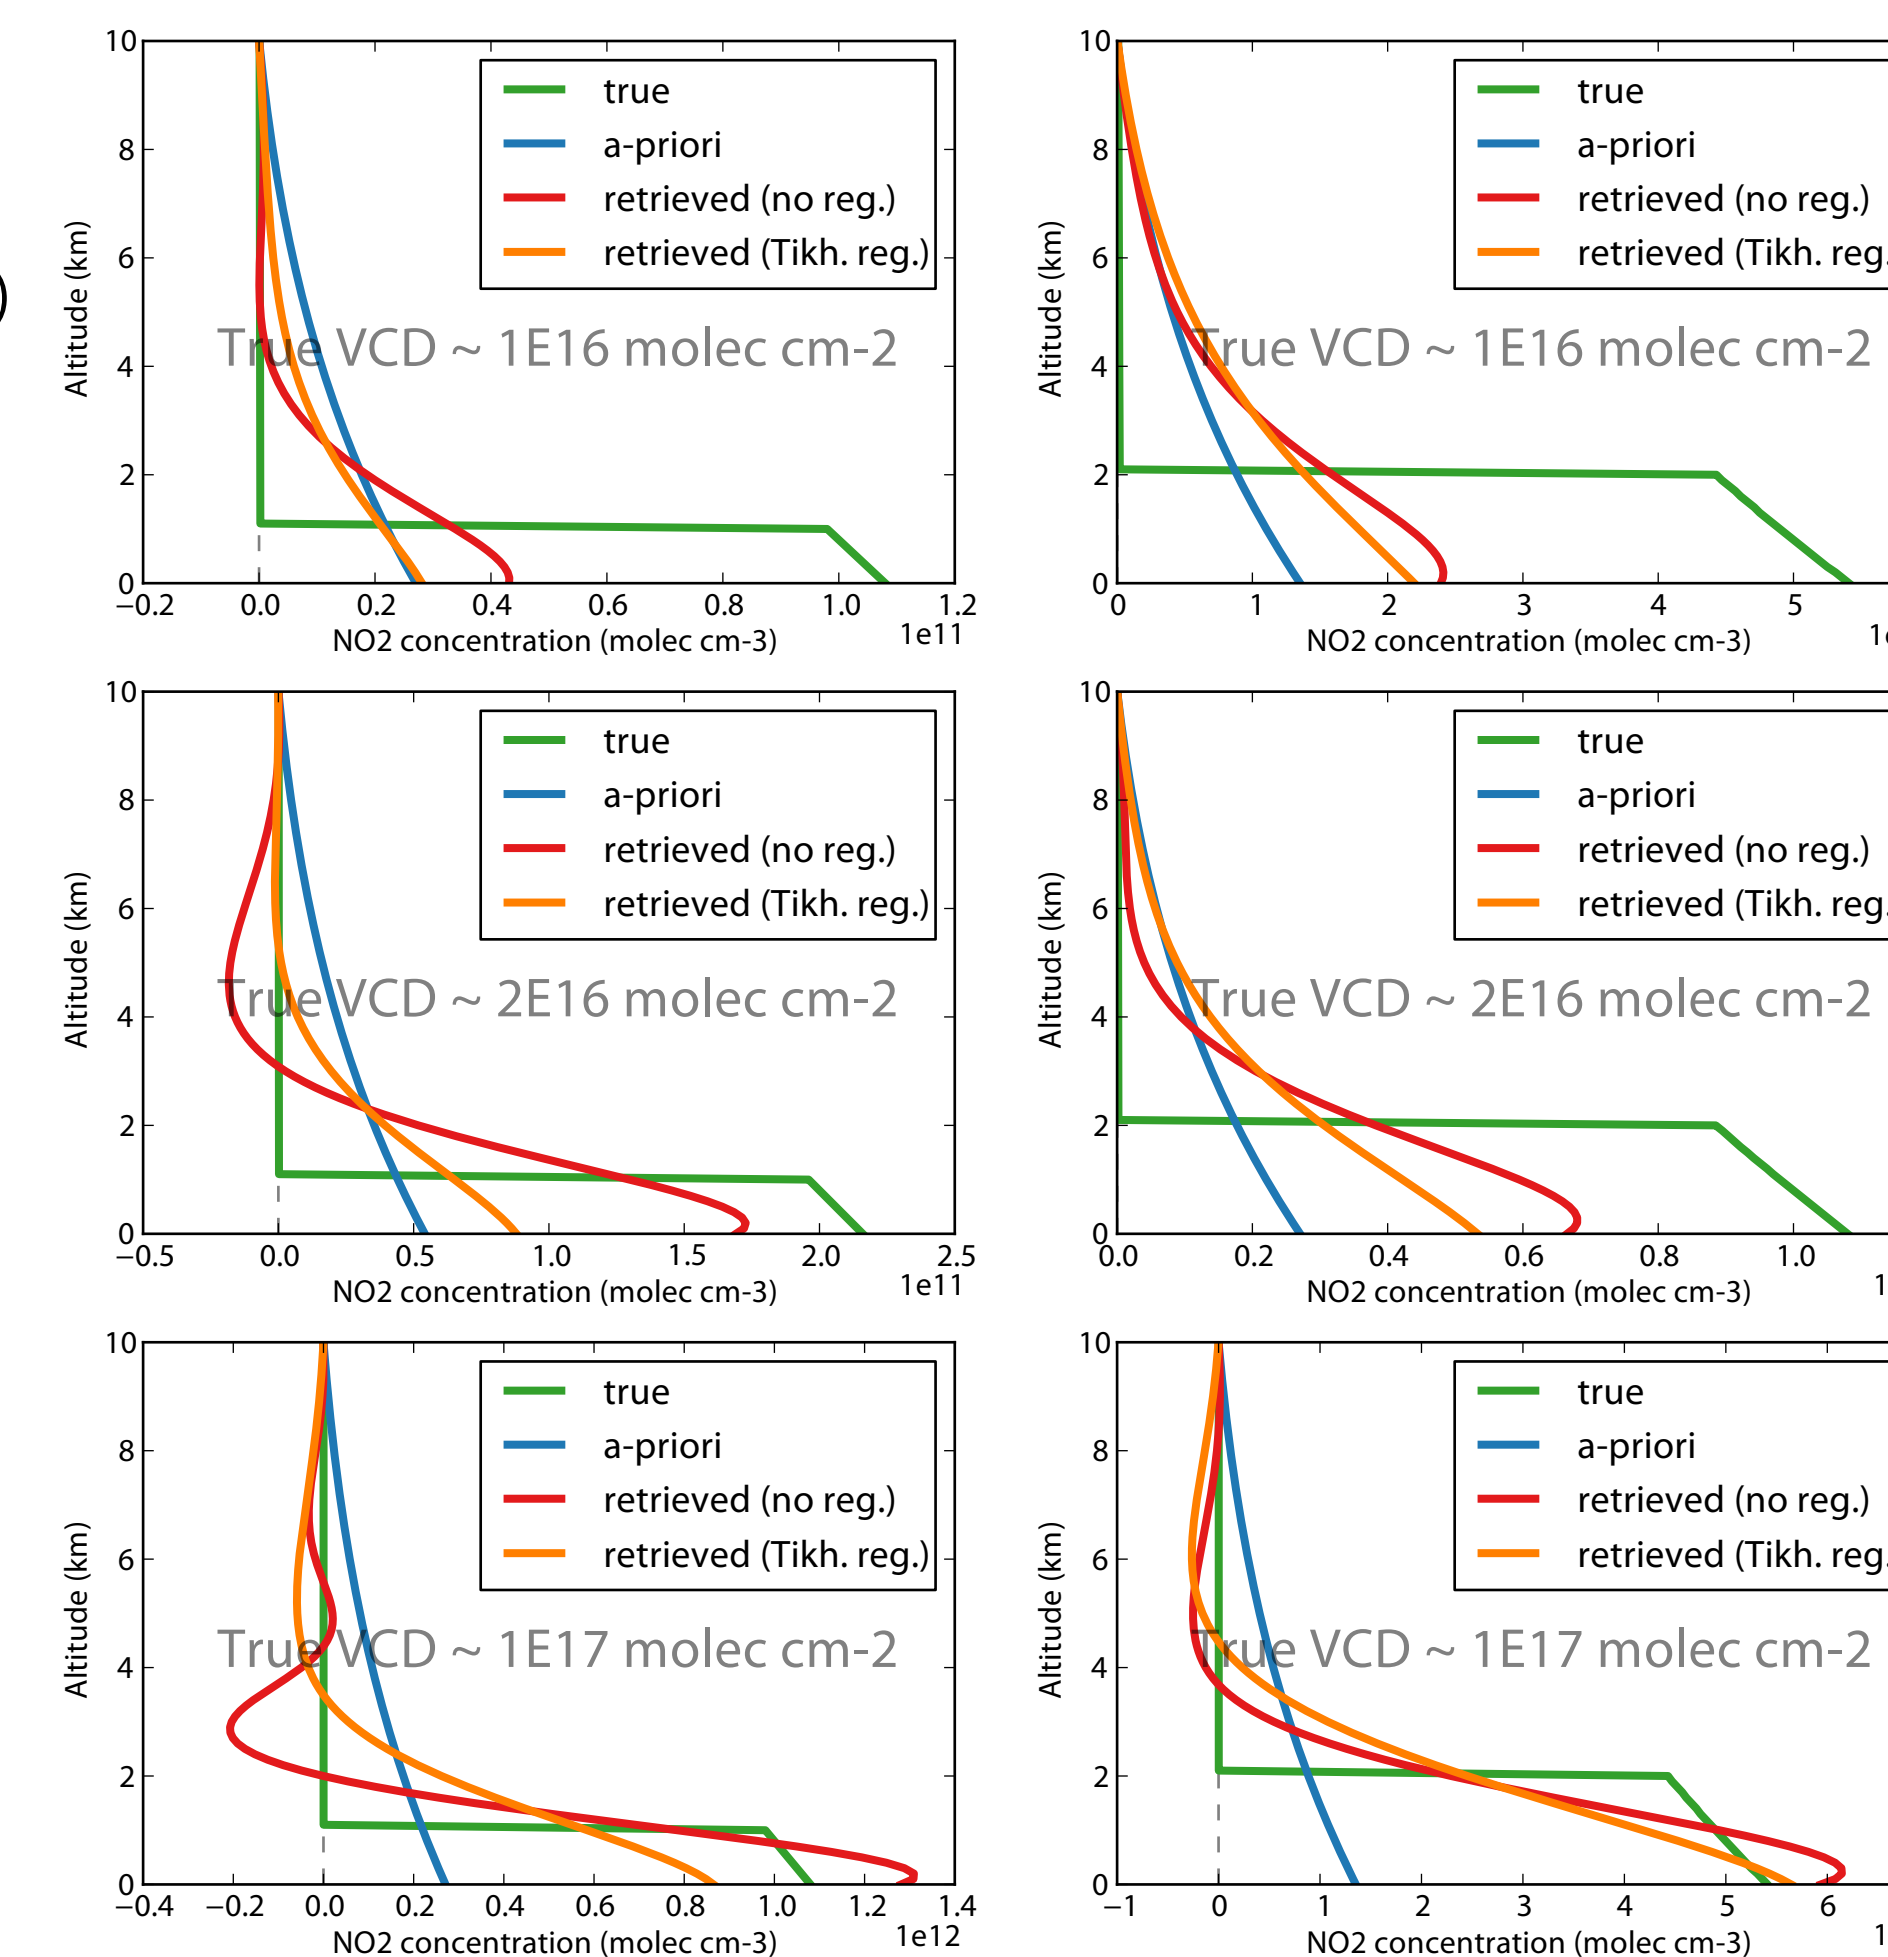 )
10
8
6
4
2
0
Altitude (km)
true
a-priori
retrieved (no reg.)
retrieved (Tikh. reg.)
True VCD ~ 1E16 molec cm-2
−0.2 0.0 0.2 0.4 0.6 0.8 1.0 1.2
1e11
NO2 concentration (molec cm-3)
10
8
6
4
2
0
Altitude (km)
true
a-priori
retrieved (no reg.)
retrieved (Tikh. reg.
True VCD ~ 1E16 molec cm-2
0 1 2 3 4 5
NO2 concentration (molec cm-3)
10
8
6
4
2
0
Altitude (km)
true
a-priori
retrieved (no reg.)
retrieved (Tikh. reg.)
True VCD ~ 2E16 molec cm-2
−0.5 0.0 0.5 1.0 1.5 2.0 2.5
1e11
NO2 concentration (molec cm-3)
10
8
6
4
2
0
Altitude (km)
true
a-priori
retrieved (no reg.)
retrieved (Tikh. reg.
True VCD ~ 2E16 molec cm-2
0.0 0.2 0.4 0.6 0.8 1.0
NO2 concentration (molec cm-3)
10
8
6
4
2
0
Altitude (km)
true
a-priori
retrieved (no reg.)
retrieved (Tikh. reg.)
True VCD ~ 1E17 molec cm-2
−0.4 −0.2 0.0 0.2 0.4 0.6 0.8 1.0 1.2 1.4
1e12
NO2 concentration (molec cm-3)
10
8
6
4
2
0
Altitude (km)
true
a-priori
retrieved (no reg.)
retrieved (Tikh. reg.
True VCD ~ 1E17 molec cm-2
−1 0 1 2 3 4 5 6
NO2 concentration (molec cm-3)